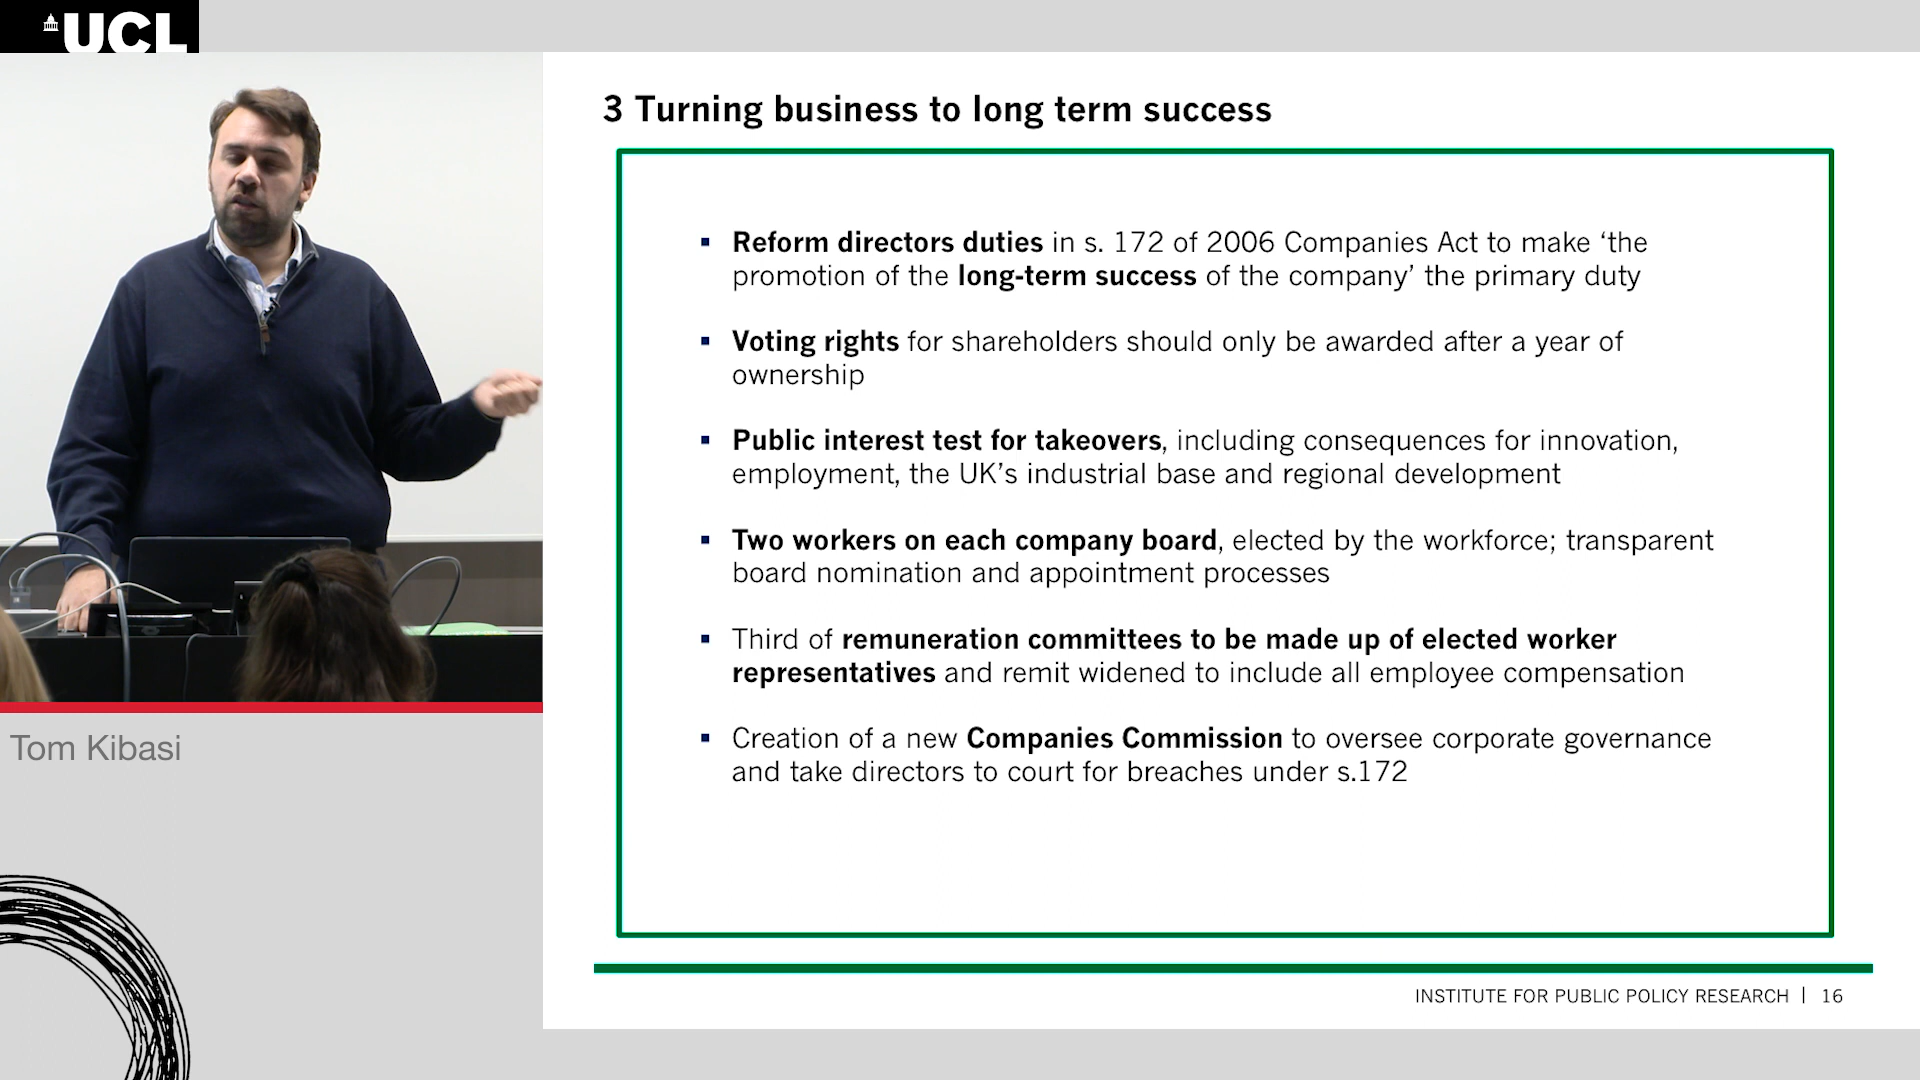 UCL
3 Turning business to long term success
Reform directors duties in s. 172 of 2006 Companies Act to make ‘the
promotion of the long-term success of the company’ the primary duty
Voting rights for shareholders should only be awarded after a year of
ownership
Public interest test for takeovers, including consequences for innovation,
employment, the UK’s industrial base and regional development
Two workers on each company board, elected by the workforce; transparent
board nomination and appointment processes
Third of remuneration committees to be made up of elected worker
representatives and remit widened to include all employee compensation
Creation of a new Companies Commission to oversee corporate governance
and take directors to court for breaches under s.172
INSTITUTE FOR PUBLIC POLICY RESEARCH | 16
Tom Kibasi